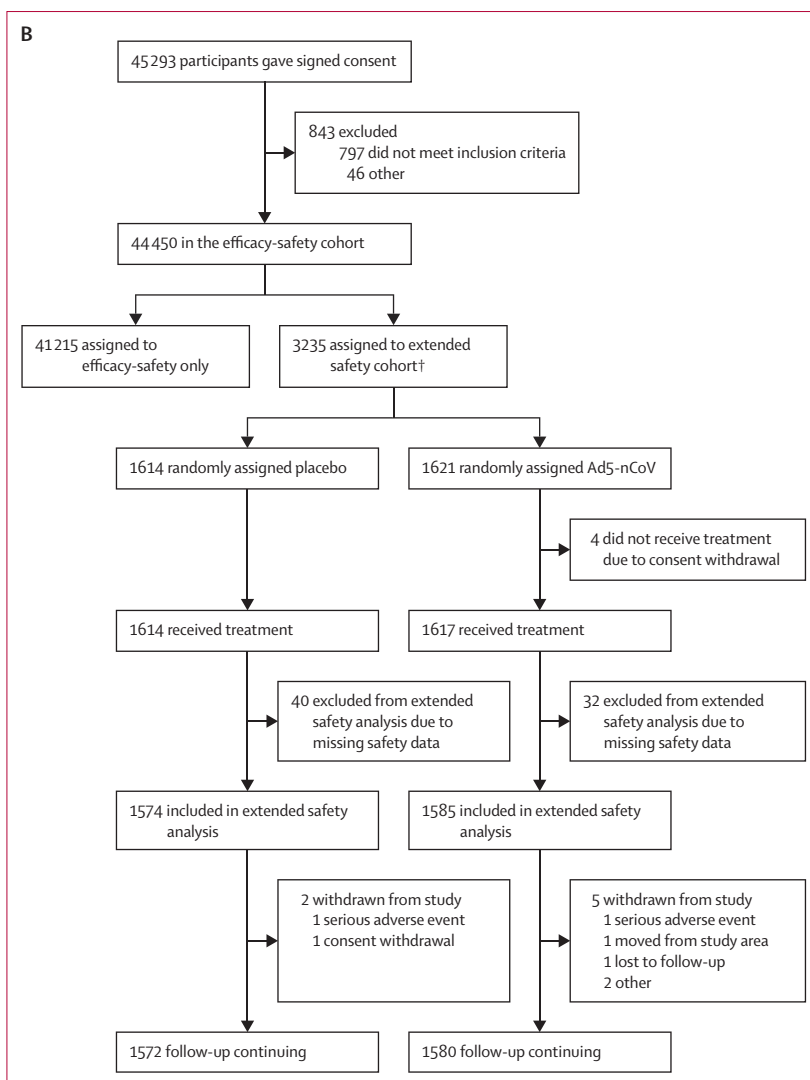 B
45 293 participants gave signed consent
843 excluded
797 did not meet inclusion criteria
46 other
44 450 in the efficacy-safety cohort
41 215 assigned to
efficacy-safety only
3235 assigned to extended
safety cohort†
1614 randomly assigned placebo
1621 randomly assigned Ad5-nCoV
4 did not receive treatment
due to consent withdrawal
1614 received treatment
1617 received treatment
40 excluded from extended
safety analysis due to
missing safety data
32 excluded from extended
safety analysis due to
missing safety data
1574 included in extended safety
analysis
1585 included in extended safety
analysis
2 withdrawn from study
1 serious adverse event
1 consent withdrawal
5 withdrawn from study
1 serious adverse event
1 moved from study area
1 lost to follow-up
2 other
1572 follow-up continuing
1580 follow-up continuing